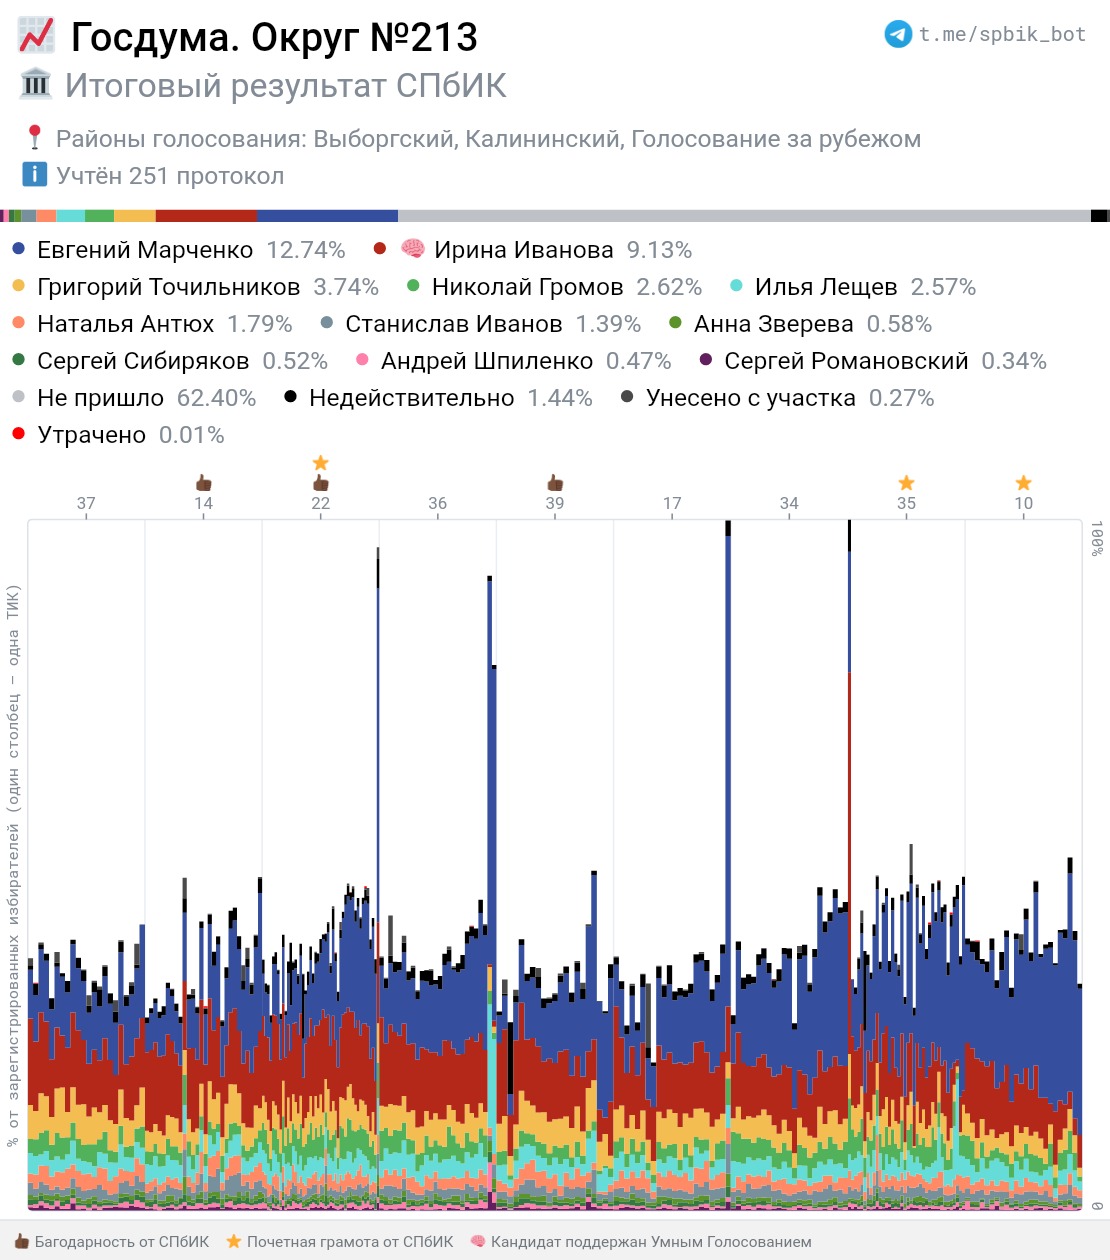 Госдума. Округ №213
t.me/spbik_bot
Итоговый результат СПбИК
Районы голосования: Выборгский, Калининский, Голосование за рубежом
Учтён 251 протокол
Евгений Марченко 12.74% Ирина Иванова 9.13%
Григорий Точильников 3.74% Николай Громов 2.62% Илья Лещев 2.57%
Наталья Антюх 1.79% Станислав Иванов 1.39% Анна Зверева 0.58%
Сергей Сибиряков 0.52% Андрей Шпиленко 0.47% Сергей Романовский 0.34%
Не пришло 62.40% Недействительно 1.44% Унесено с участка 0.27%
Утрачено 0.01%
37 14 22 36 39 17 34 35 10
100%
% от зарегистрированных избирателей (один столбец – одна ТИК)
0
Багодарность от СПбИК Почетная грамота от СПбИК Кандидат поддержан Умным Голосованием